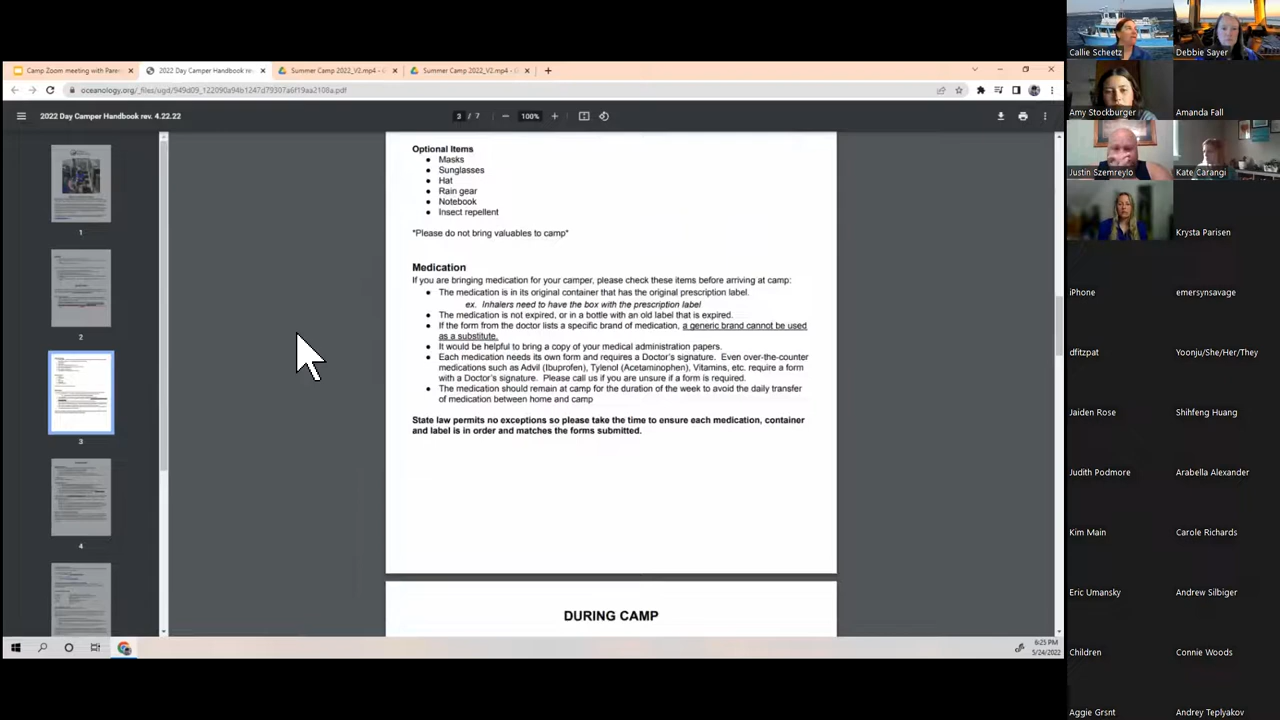 Camp Zoom meeting with Pare
2022 Day Camper Handbook rev
Summer Camp 2022_V2.mp4 -
Summer Camp 2022_V2.mp4 -
oceanology.org/_files/ugd/949d09_122090a94b1247d79307a6f19aa2108a.pdf
2022 Day Camper Handbook rev. 4.22.22
3 / 7
100%
Optional Items
● Masks
● Sunglasses
● Hat
● Rain gear
● Notebook
● Insect repellent
*Please do not bring valuables to camp*
Medication
If you are bringing medication for your camper, please check these items before arriving at camp:
● The medication is in its original container that has the original prescription label.
ex. Inhalers need to have the box with the prescription label
● The medication is not expired, or in a bottle with an old label that is expired.
● If the form from the doctor lists a specific brand of medication, a generic brand cannot be used
as a substitute.
● It would be helpful to bring a copy of your medical administration papers.
● Each medication needs its own form and requires a Doctor's signature. Even over-the-counter
medications such as Advil (Ibuprofen), Tylenol (Acetaminophen), Vitamins, etc. require a form
with a Doctor's signature. Please call us if you are unsure if a form is required.
● The medication should remain at camp for the duration of the week to avoid the daily transfer
of medication between home and camp
State law permits no exceptions so please take the time to ensure each medication, container
and label is in order and matches the forms submitted.
DURING CAMP
1
2
3
4
6:25 PM
5/24/2022
Callie Scheetz
Debbie Sayer
Amy Stockburger
Amanda Fall
Justin Szemreylo
Kate Carangi
Krysta Parisen
iPhone
emersynsavage
dfitzpat
Yoonju/She/Her/They
Jaiden Rose
Shihfeng Huang
Judith Podmore
Arabella Alexander
Kim Main
Carole Richards
Eric Umansky
Andrew Silbiger
Children
Connie Woods
Aggie Grsnt
Andrey Teplyakov